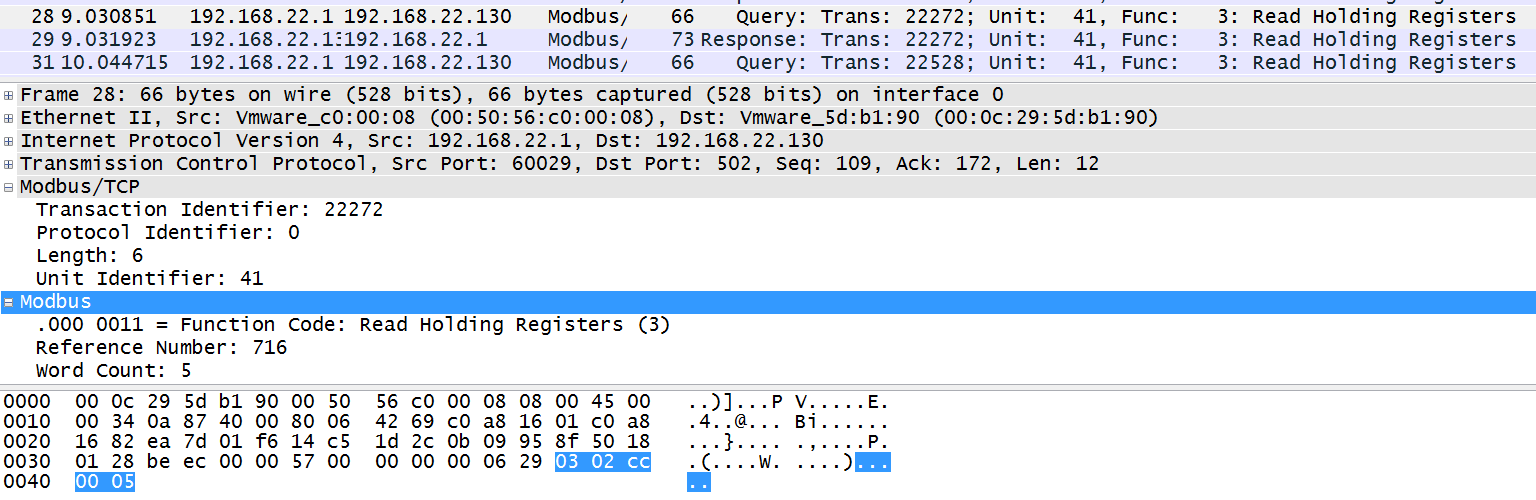 28 9.030851 192.168.22.1 192.168.22.130 Modbus/ 66 Query: Trans: 22272; Unit: 41, Func: 3: Read Holding Registers
29 9.031923 192.168.22.13 192.168.22.1 Modbus/ 73 Response: Trans: 22272; Unit: 41, Func: 3: Read Holding Registers
31 10.044715 192.168.22.1 192.168.22.130 Modbus/ 66 Query: Trans: 22528; Unit: 41, Func: 3: Read Holding Registers
Frame 28: 66 bytes on wire (528 bits), 66 bytes captured (528 bits) on interface 0
Ethernet II, Src: Vmware_c0:00:08 (00:50:56:c0:00:08), Dst: Vmware_5d:b1:90 (00:0c:29:5d:b1:90)
Internet Protocol Version 4, Src: 192.168.22.1, Dst: 192.168.22.130
Transmission Control Protocol, Src Port: 60029, Dst Port: 502, Seq: 109, Ack: 172, Len: 12
Modbus/TCP
Transaction Identifier: 22272
Protocol Identifier: 0
Length: 6
Unit Identifier: 41
Modbus
.000 0011 = Function Code: Read Holding Registers (3)
Reference Number: 716
Word Count: 5
0000 00 0c 29 5d b1 90 00 50 56 c0 00 08 08 00 45 00 ..)]...P V.....E.
0010 00 34 0a 87 40 00 80 06 42 69 c0 a8 16 01 c0 a8 .4..@... Bi......
0020 16 82 ea 7d 01 f6 14 c5 1d 2c 0b 09 95 8f 50 18 ...}.... .,....P.
0030 01 28 be ec 00 00 57 00 00 00 00 06 29 03 02 cc .(....W. ....)...
0040 00 05 ..